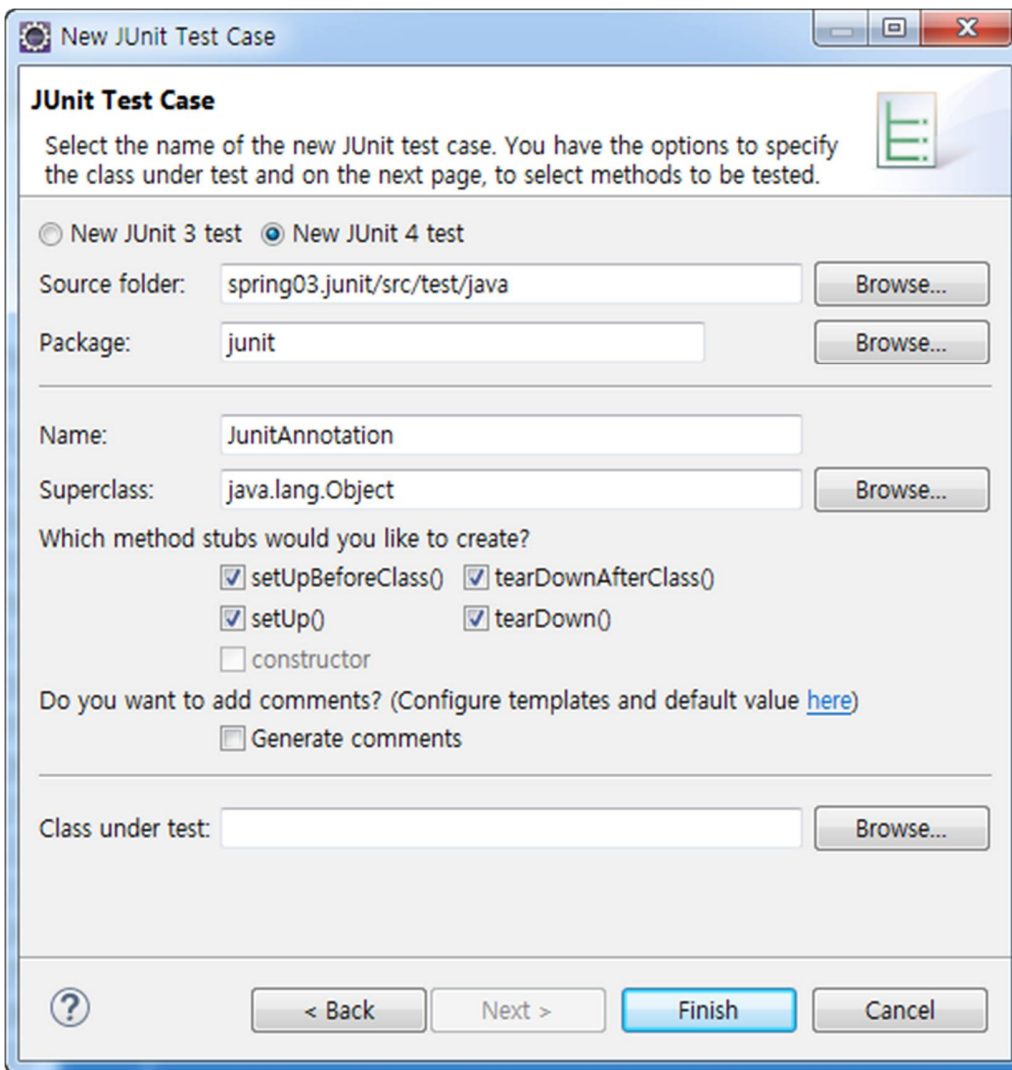 New JUnit Test Case
JUnit Test Case
Select the name of the new JUnit test case. You have the options to specify
the class under test and on the next page, to select methods to be tested.
New JUnit 3 test New JUnit 4 test
Source folder: spring03.junit/src/test/java Browse...
Package: junit Browse...
Name: JunitAnnotation
Superclass: java.lang.Object Browse...
Which method stubs would you like to create?
setUpBeforeClass() tearDownAfterClass()
setUp() tearDown()
constructor
Do you want to add comments? (Configure templates and default value here)
Generate comments
Class under test: Browse...
? < Back Next > Finish Cancel